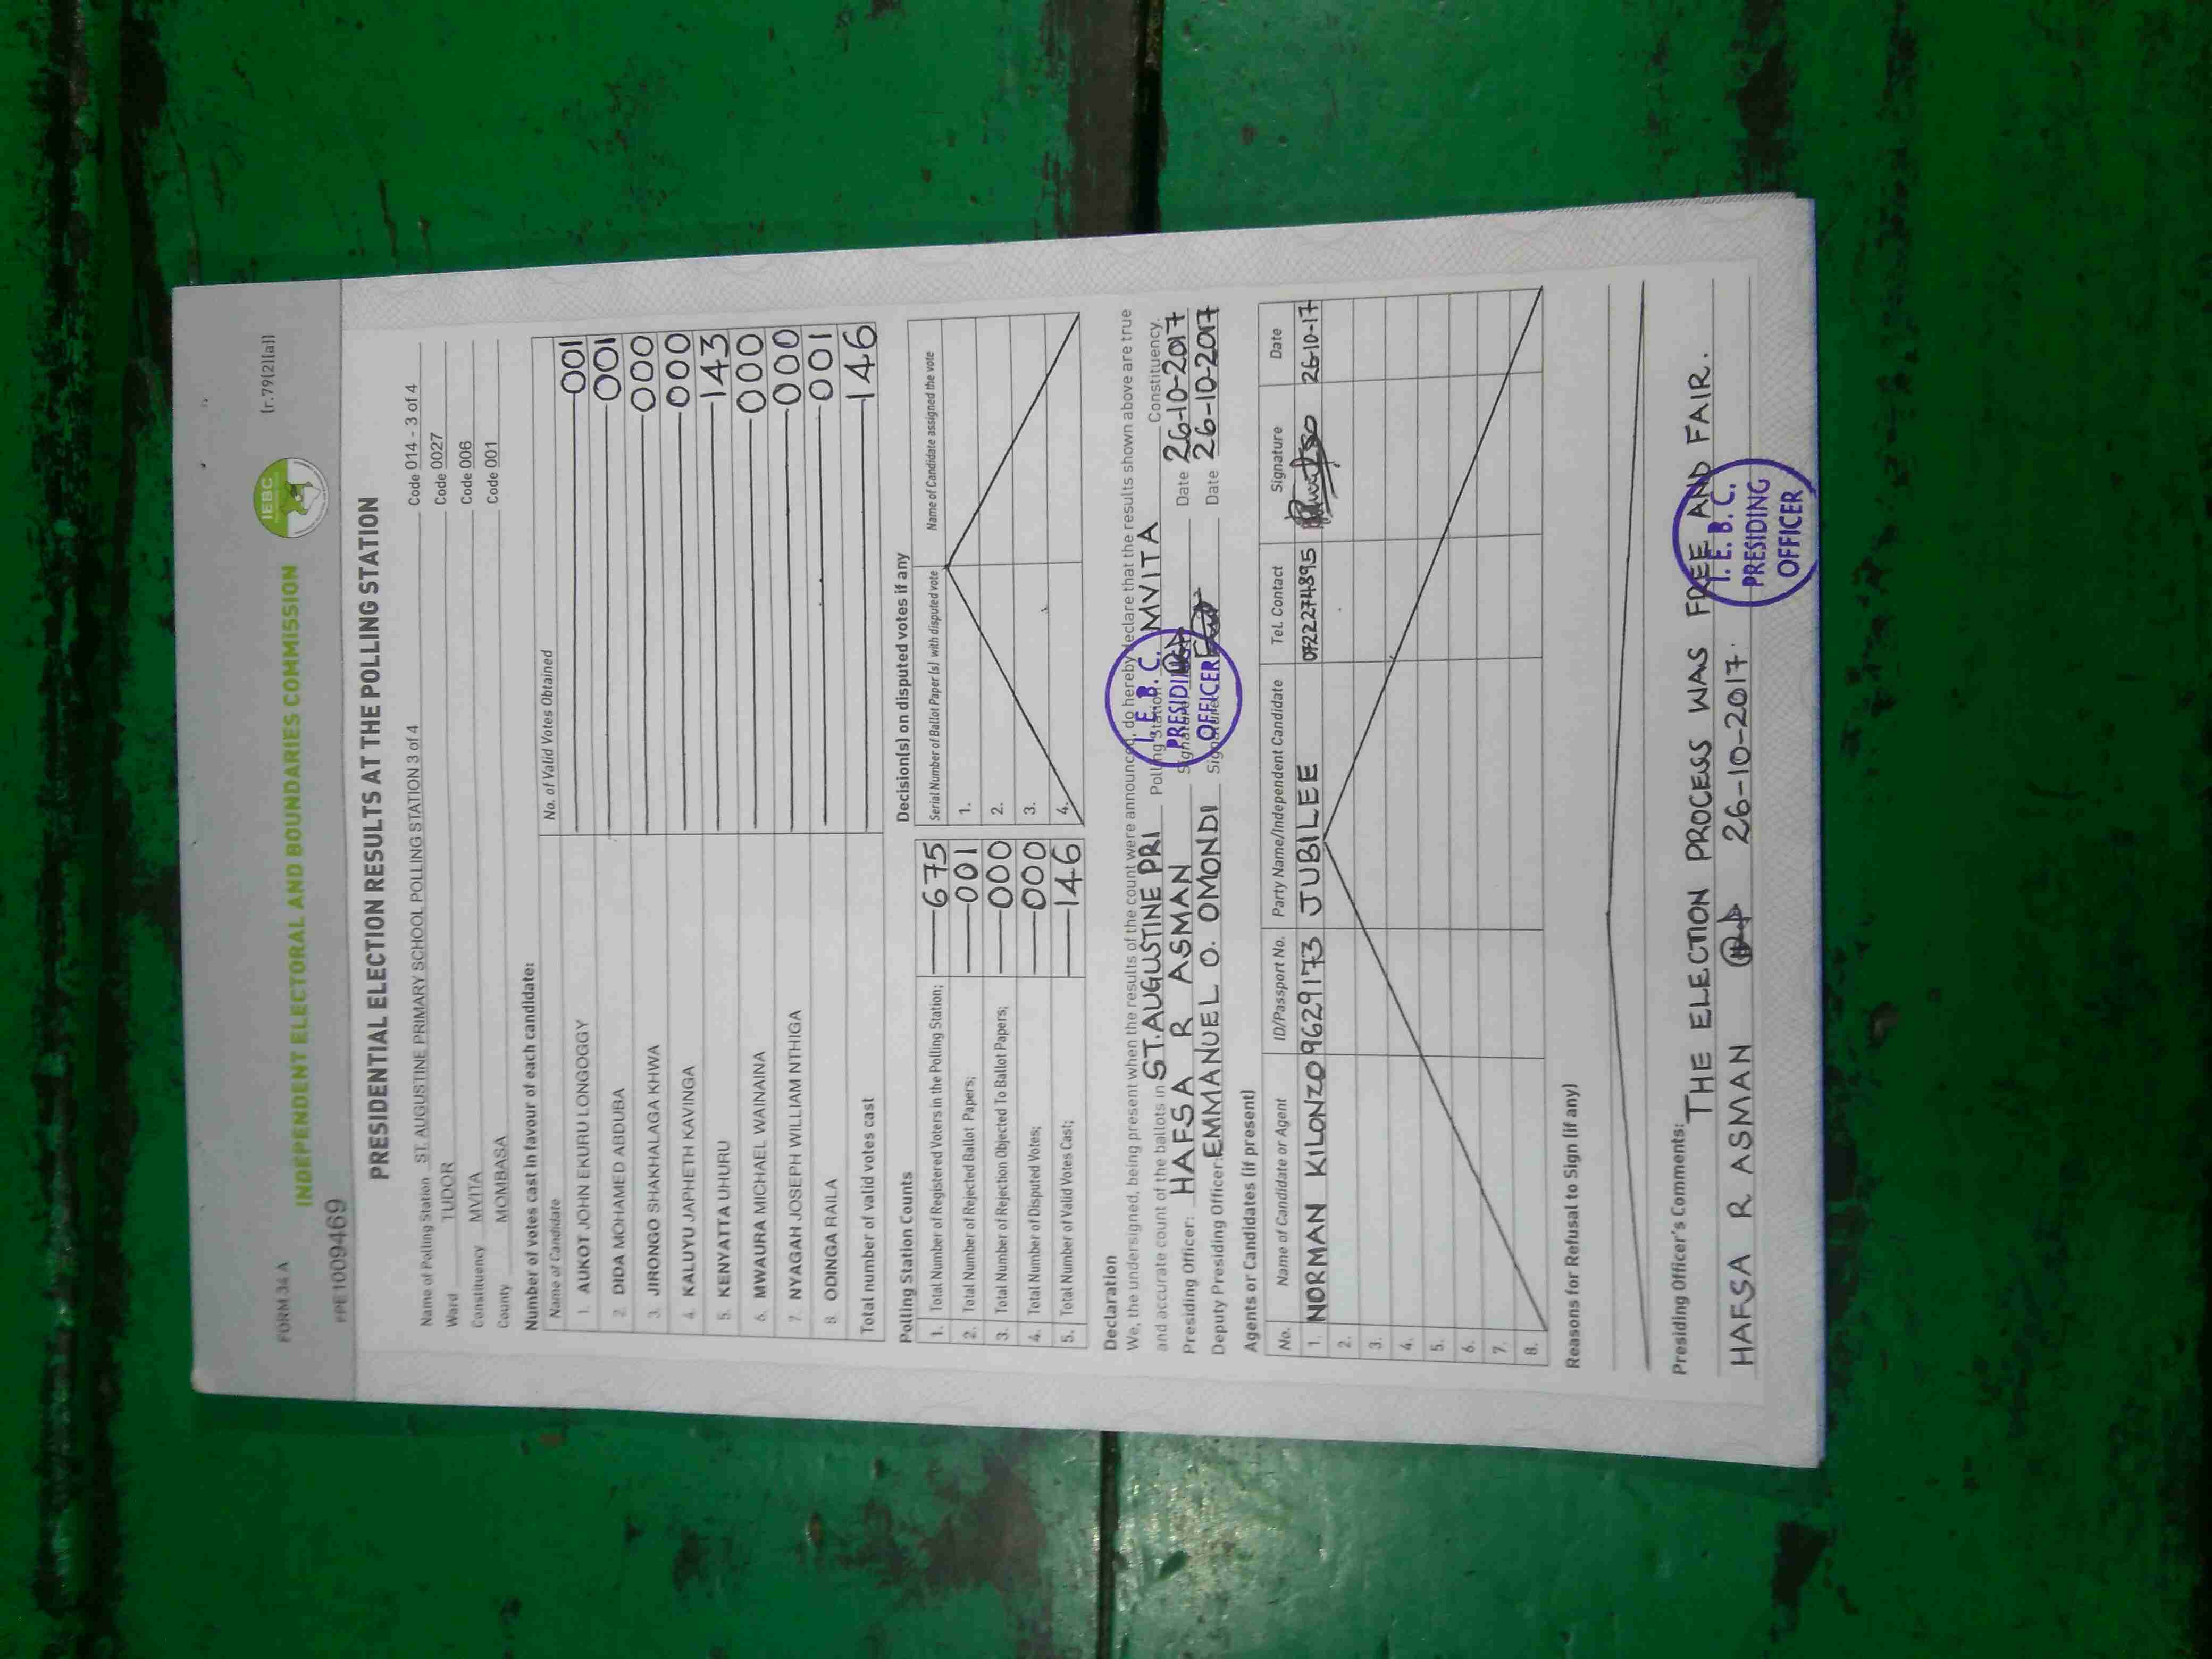 FORM 34 A
INDEPENDENT ELECTORAL AND BOUNDARIES COMMISSION
IEBC
(r.79(2)(a))
PPE 1009469
PRESIDENTIAL ELECTION RESULTS AT THE POLLING STATION
Name of Polling Station ST. AUGUSTINE PRIMARY SCHOOL POLLING STATION 3 of 4 Code 014 - 3 of 4
Ward TUDOR Code 0027
Constituency MVITA Code 006
County MOMBASA Code 001
Number of votes cast in favour of each candidate:
Name of Candidate No. of Valid Votes Obtained
1. AUKOT JOHN EKURU LONGOGGY 001
2. DIDA MOHAMED ABDUBA 001
3. JIRONGO SHAKHALAGA KHWA 000
4. KALUYU JAPHETH KAVINGA 000
5. KENYATTA UHURU 143
6. MWAURA MICHAEL WAINAINA 000
7. NYAGAH JOSEPH WILLIAM NTHIGA 000
8. ODINGA RAILA 001
Total number of valid votes cast 146
Polling Station Counts
1. Total Number of Registered Voters in the Polling Station; 675
2. Total Number of Rejected Ballot Papers; 001
3. Total Number of Rejection Objected To Ballot Papers; 000
4. Total Number of Disputed Votes; 000
5. Total Number of Valid Votes Cast; 146
Decision(s) on disputed votes if any
Serial Number of Ballot Paper (s) with disputed vote Name of Candidate assigned the vote
1.
2.
3.
4.
Declaration
We, the undersigned, being present when the results of the count were announced, do hereby declare that the results shown above are true
and accurate count of the ballots in ST. AUGUSTINE PRI Polling Station MVITA Constituency.
Presiding Officer: HAFSA R ASMAN Signature Date 26-10-2017
Deputy Presiding Officer: EMMANUEL O. OMONDI Signature Date 26-10-2017
I. E. B. C.
PRESIDING
OFFICER
Agents or Candidates (if present)
No. Name of Candidate or Agent ID/Passport No. Party Name/Independent Candidate Tel. Contact Signature Date
1. NORMAN KILONZO 09629173 JUBILEE 0722274895 26-10-17
2.
3.
4.
5.
6.
7.
8.
Reasons for Refusal to Sign (if any)
Presiding Officer's Comments:
THE ELECTION PROCESS WAS FREE AND FAIR.
HAFSA R ASMAN 26-10-2017.
I. E. B. C.
PRESIDING
OFFICER